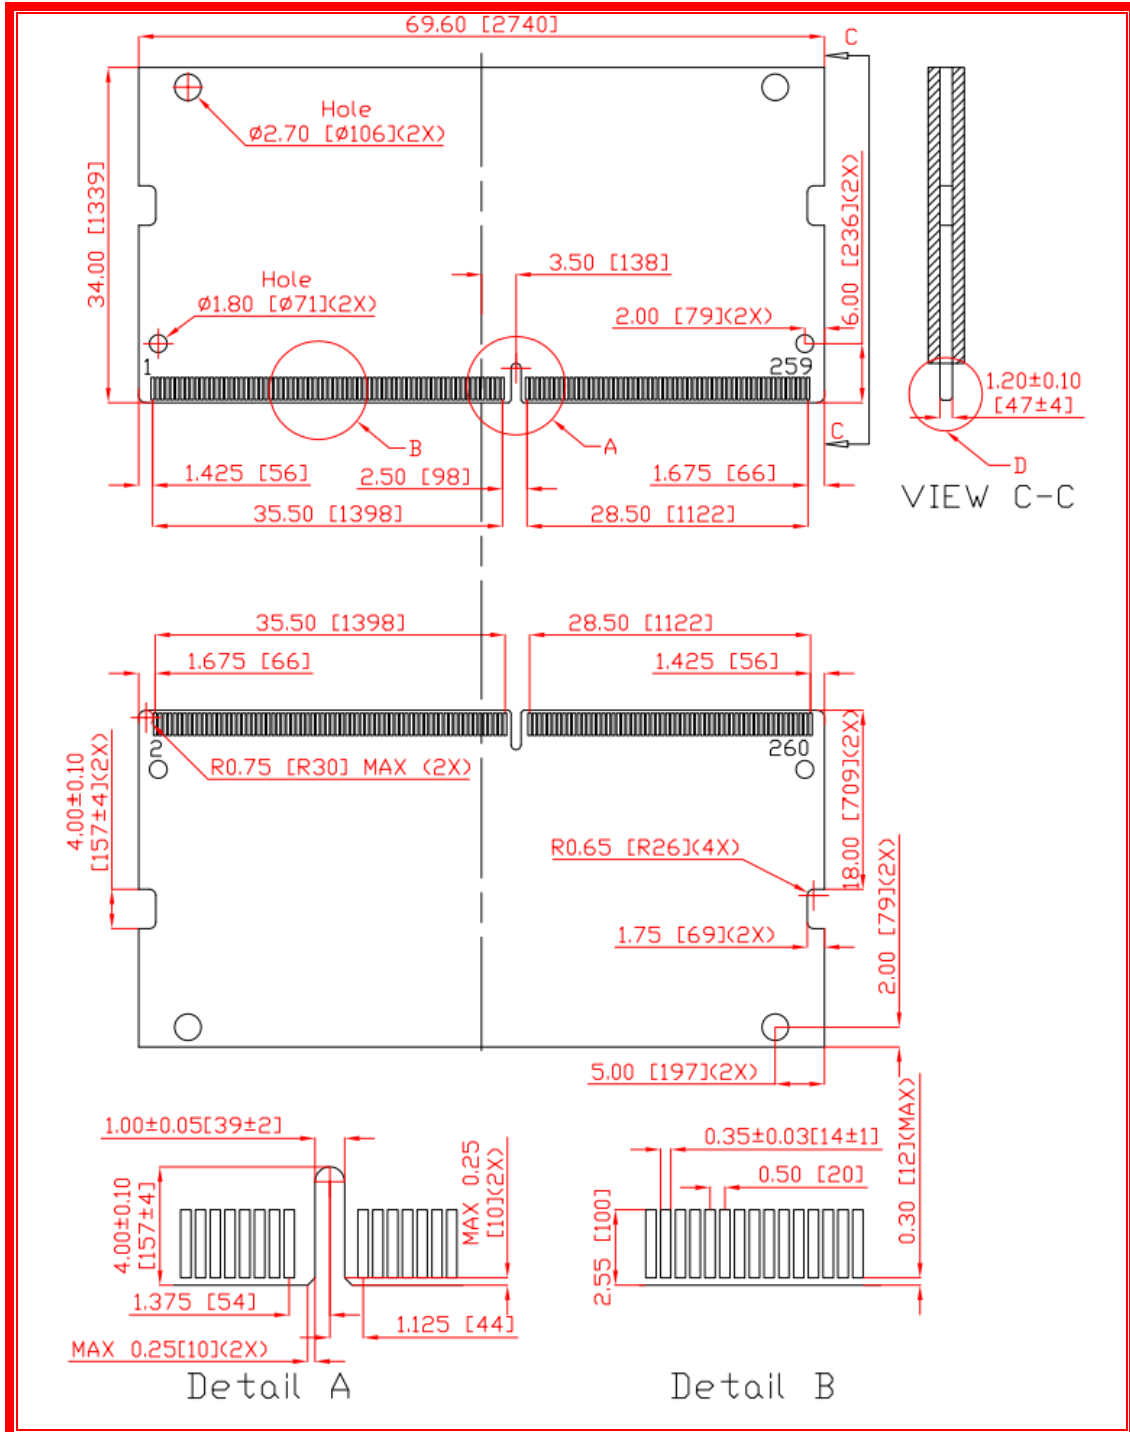 69.60 [2740]
C
Hole
Ø2.70 [Ø106](2X)
34.00 [1339]
6.00 [236](2X)
3.50 [138]
Hole
Ø1.80 [Ø71](2X)
2.00 [79](2X)
1
259
1.20±0.10
[47±4]
C
B
A
D
1.425 [56]
2.50 [98]
1.675 [66]
VIEW C-C
35.50 [1398]
28.50 [1122]
35.50 [1398]
28.50 [1122]
1.675 [66]
1.425 [56]
2
260
R0.75 [R30] MAX (2X)
4.00±0.10
[157±4](2X)
18.00 [709](2X)
R0.65 [R26](4X)
2.00 [79](2X)
1.75 [69](2X)
5.00 [197](2X)
1.00±0.05[39±2]
MAX 0.25
[10](2X)
0.35±0.03[14±1]
0.50 [20]
0.30 [12](MAX)
4.00±0.10
[157±4]
2.55 [100]
1.375 [54]
1.125 [44]
MAX 0.25[10](2X)
Detail A
Detail B